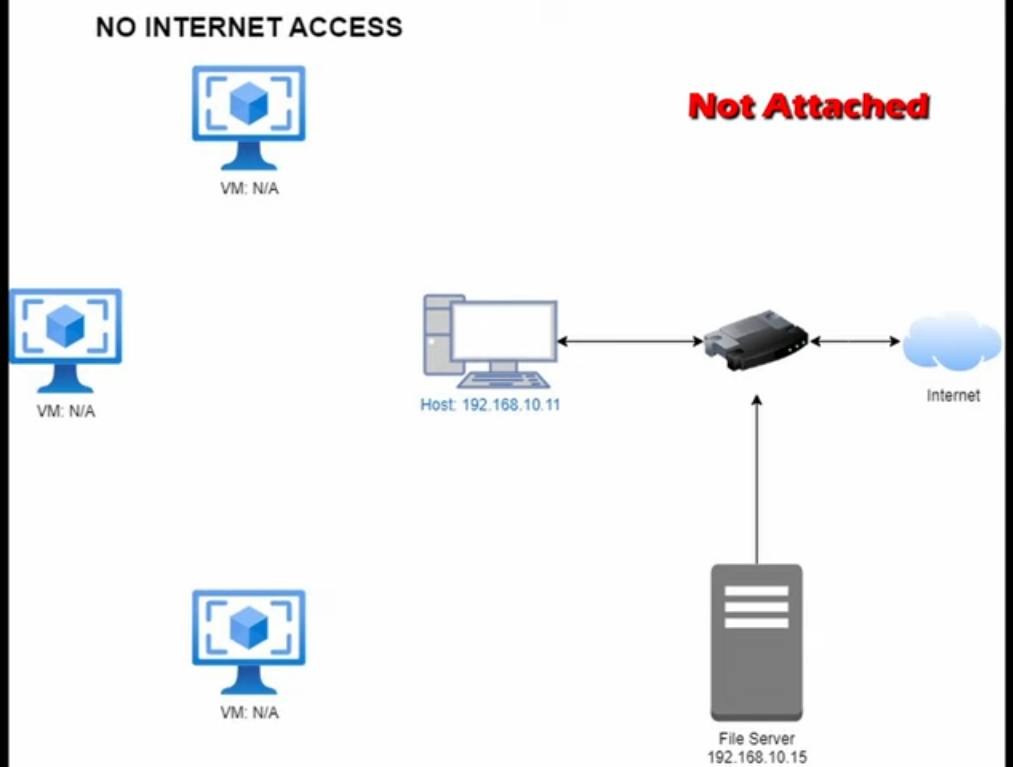 NO INTERNET ACCESS
Not Attached
VM: N/A
VM: N/A
Host: 192.168.10.11
Internet
VM: N/A
File Server
192.168.10.15